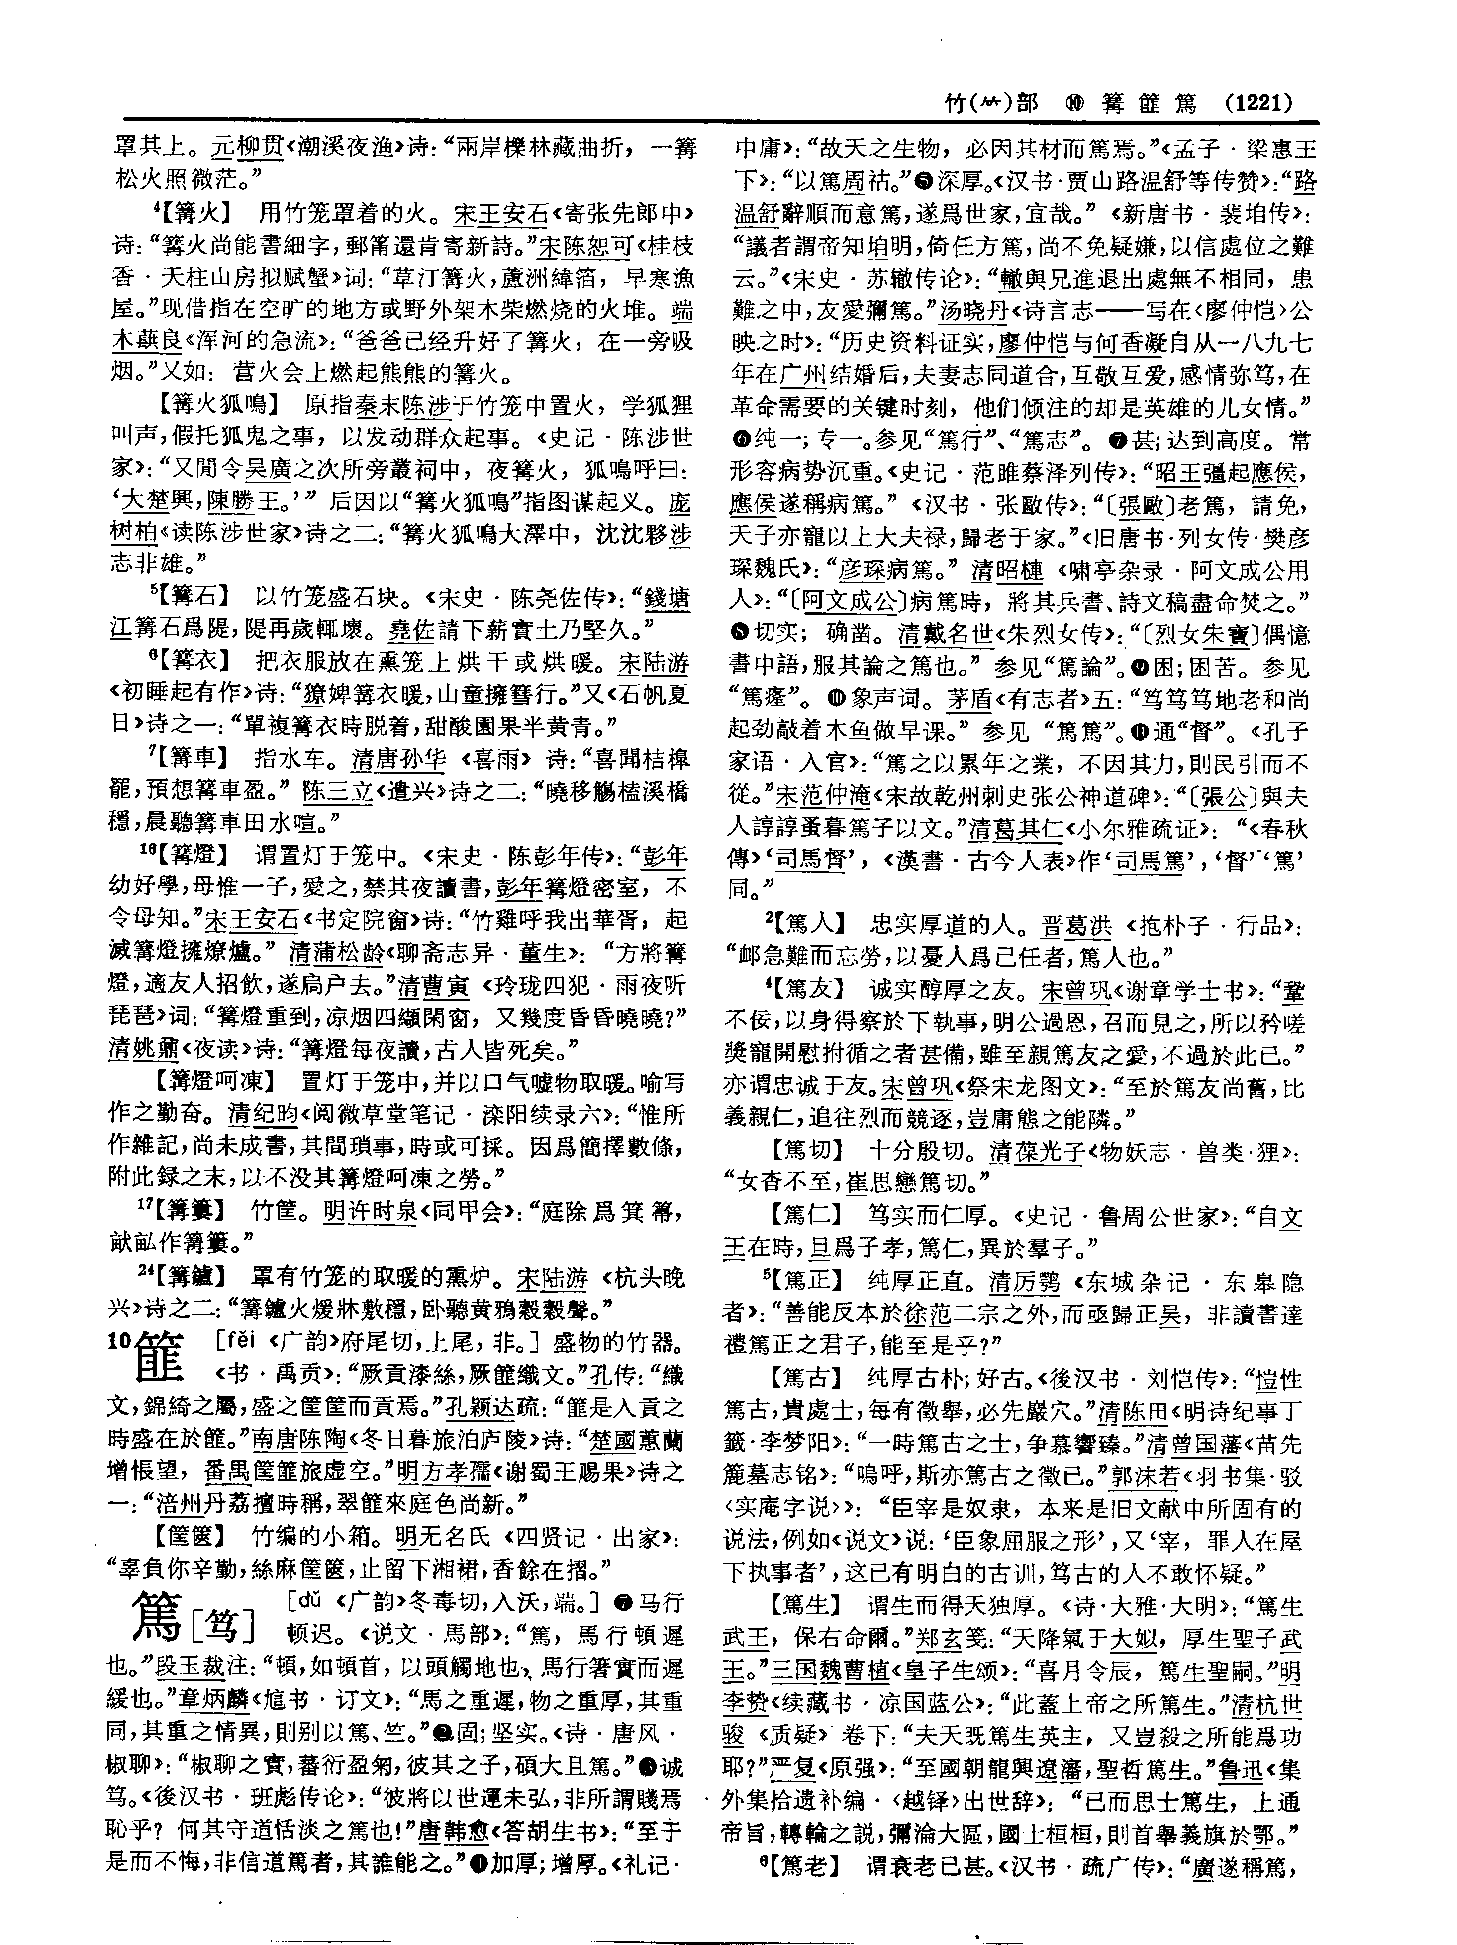 竹(⺮)部 ⑩ 篝 篚 篤 (1221)
罩其上。元柳贯《潮溪夜渔》诗：“兩岸櫟林藏曲折，一篝
松火照微茫。”
⁴【篝火】 用竹笼罩着的火。宋王安石《寄张先郎中》
诗：“篝火尚能書細字，郵筩還肯寄新詩。”宋陈恕可《桂枝
香·天柱山房拟赋蟹》词：“草汀篝火，蘆洲緯箔，早寒漁
屋。”现借指在空旷的地方或野外架木柴燃烧的火堆。端
木蕻良《浑河的急流》：“爸爸已经升好了篝火，在一旁吸
烟。”又如：营火会上燃起熊熊的篝火。
【篝火狐鳴】 原指秦末陈涉于竹笼中置火，学狐狸
叫声，假托狐鬼之事，以发动群众起事。《史记·陈涉世
家》：“又閒令吴廣之次所旁叢祠中，夜篝火，狐鳴呼曰：
‘大楚興，陳勝王。’” 后因以“篝火狐鳴”指图谋起义。庞
树柏《读陈涉世家》诗之二：“篝火狐鳴大澤中，沈沈夥涉
志非雄。”
⁵【篝石】 以竹笼盛石块。《宋史·陈尧佐传》：“錢塘
江篝石爲隄，隄再歲輒壞。堯佐請下薪實土乃堅久。”
⁶【篝衣】 把衣服放在熏笼上烘干或烘暖。宋陆游
《初睡起有作》诗：“獠婢篝衣暖，山童擁篲行。”又《石帆夏
日》诗之一：“單複篝衣時脱着，甜酸園果半黄青。”
⁷【篝車】 指水车。清唐孙华《喜雨》诗：“喜聞桔槔
罷，預想篝車盈。” 陈三立《遣兴》诗之二：“曉移觴榼溪橋
穩，晨聽篝車田水喧。”
¹⁶【篝燈】 谓置灯于笼中。《宋史·陈彭年传》：“彭年
幼好學，母惟一子，愛之，禁其夜讀書，彭年篝燈密室，不
令母知。”宋王安石《书定院窗》诗：“竹雞呼我出華胥，起
滅篝燈擁燎爐。” 清蒲松龄《聊斋志异·董生》：“方將篝
燈，適友人招飲，遂扃户去。”清曹寅《玲珑四犯·雨夜听
琵琶》词：“篝燈重到，凉烟四纈閑窗，又幾度昏昏曉曉？”
清姚鼐《夜读》诗：“篝燈每夜讀，古人皆死矣。”
【篝燈呵凍】 置灯于笼中，并以口气嘘物取暖。喻写
作之勤奋。清纪昀《阅微草堂笔记·滦阳续录六》：“惟所
作雜記，尚未成書，其間瑣事，時或可採。因爲簡擇數條，
附此録之末，以不没其篝燈呵凍之勞。”
¹⁷【篝簍】 竹筐。明许时泉《同甲会》：“庭除爲箕箒，
畎畝作篝簍。”
²⁴【篝鑪】 罩有竹笼的取暖的熏炉。宋陆游《杭头晚
兴》诗之二：“篝鑪火煖牀敷穩，卧聽黄鴉轂轂聲。”
10篚 ［fěi 《广韵》府尾切，上尾，非。］盛物的竹器。
《书·禹贡》：“厥貢漆絲，厥篚織文。”孔传：“織
文，錦綺之屬，盛之筐篚而貢焉。”孔颖达疏：“篚是入貢之
時盛在於篚。”南唐陈陶《冬日暮旅泊庐陵》诗：“楚國蕙蘭
增悵望，番禺筐篚旅虚空。”明方孝孺《谢蜀王赐果》诗之
一：“涪州丹荔擅時稱，翠篚來庭色尚新。”
【筐篋】 竹编的小箱。明无名氏《四贤记·出家》：
“辜負你辛勤，絲麻筐篋，止留下湘裙，香餘在摺。”
篤［笃］ ［dǔ 《广韵》冬毒切，入沃，端。］❶马行
顿迟。《说文·馬部》：“篤，馬行頓遲
也。”段玉裁注：“頓，如頓首，以頭觸地也，馬行箸實而遲
緩也。”章炳麟《訄书·订文》：“馬之重遲，物之重厚，其重
同，其重之情異，則别以篤、竺。”❷固；坚实。《诗·唐风·
椒聊》：“椒聊之實，蕃衍盈匊，彼其之子，碩大且篤。”❸诚
笃。《後汉书·班彪传论》：“彼將以世運未弘，非所謂賤焉
恥乎？何其守道恬淡之篤也！”唐韩愈《答胡生书》：“至于
是而不悔，非信道篤者，其誰能之。”❹加厚；增厚。《礼记·
中庸》：“故天之生物，必因其材而篤焉。”《孟子·梁惠王
下》：“以篤周祜。”❺深厚。《汉书·贾山路温舒等传赞》：“路
温舒辭順而意篤，遂爲世家，宜哉。”《新唐书·裴垍传》：
“議者謂帝知垍明，倚任方篤，尚不免疑嫌，以信處位之難
云。”《宋史·苏辙传论》：“轍與兄進退出處無不相同，患
難之中，友愛彌篤。”汤晓丹《诗言志——写在〈廖仲恺〉公
映之时》：“历史资料证实，廖仲恺与何香凝自从一八九七
年在广州结婚后，夫妻志同道合，互敬互爱，感情弥笃，在
革命需要的关键时刻，他们倾注的却是英雄的儿女情。”
❻纯一；专一。参见“篤行”、“篤志”。❼甚；达到高度。常
形容病势沉重。《史记·范雎蔡泽列传》：“昭王彊起應侯，
應侯遂稱病篤。”《汉书·张敺传》：“〔張敺〕老篤，請免，
天子亦寵以上大夫禄，歸老于家。”《旧唐书·列女传·樊彦
琛魏氏》：“彦琛病篤。” 清昭槤《啸亭杂录·阿文成公用
人》：“〔阿文成公〕病篤時，將其兵書、詩文稿盡命焚之。”
❽切实；确凿。清戴名世《朱烈女传》：“〔烈女朱寳〕偶憶
書中語，服其論之篤也。” 参见“篤論”。❾困；困苦。参见
“篤癃”。❿象声词。茅盾《有志者》五：“笃笃笃地老和尚
起劲敲着木鱼做早课。”参见“篤篤”。⓫通“督”。《孔子
家语·入官》：“篤之以累年之業，不因其力，則民引而不
從。”宋范仲淹《宋故乾州刺史张公神道碑》：“〔張公〕與夫
人諄諄蚤暮篤子以文。”清葛其仁《小尔雅疏证》：“《春秋
傳》‘司馬督’，《漢書·古今人表》作‘司馬篤’，‘督’‘篤’
同。”
²【篤人】 忠实厚道的人。晋葛洪《抱朴子·行品》：
“卹急難而忘勞，以憂人爲己任者，篤人也。”
⁴【篤友】 诚实醇厚之友。宋曾巩《谢章学士书》：“鞏
不佞，以身得察於下執事，明公過恩，召而見之，所以矜嗟
奬寵開慰拊循之者甚備，雖至親篤友之愛，不過於此已。”
亦谓忠诚于友。宋曾巩《祭宋龙图文》：“至於篤友尚舊，比
義親仁，追往烈而競逐，豈庸態之能隣。”
【篤切】 十分殷切。清葆光子《物妖志·兽类·狸》：
“女杳不至，崔思戀篤切。”
【篤仁】 笃实而仁厚。《史记·鲁周公世家》：“自文
王在時，旦爲子孝，篤仁，異於羣子。”
⁵【篤正】 纯厚正直。清厉鹗《东城杂记·东皋隐
者》：“善能反本於徐范二宗之外，而亟歸正吴，非讀書達
禮篤正之君子，能至是乎？”
【篤古】 纯厚古朴；好古。《後汉书·刘恺传》：“愷性
篤古，貴處士，每有徵舉，必先巖穴。”清陈田《明诗纪事丁
籤·李梦阳》：“一時篤古之士，争慕響臻。”清曾国藩《苗先
簏墓志铭》：“嗚呼，斯亦篤古之徵已。”郭沫若《羽书集·驳
〈实庵字说〉》：“臣宰是奴隶，本来是旧文献中所固有的
说法，例如《说文》说：‘臣象屈服之形’，又‘宰，罪人在屋
下执事者’，这已有明白的古训，笃古的人不敢怀疑。”
【篤生】 谓生而得天独厚。《诗·大雅·大明》：“篤生
武王，保右命爾。”郑玄笺：“天降氣于大姒，厚生聖子武
王。”三国魏曹植《皇子生颂》：“喜月令辰，篤生聖嗣。”明
李贽《续藏书·凉国蓝公》：“此蓋上帝之所篤生。”清杭世
骏《质疑》卷下：“夫天既篤生英主，又豈殺之所能爲功
耶？”严复《原强》：“至國朝龍興遼瀋，聖哲篤生。”鲁迅《集
外集拾遗补编·〈越铎〉出世辞》：“已而思士篤生，上通
帝旨，轉輪之説，彌淪大區，國士桓桓，則首舉義旗於鄂。”
⁶【篤老】 谓衰老已甚。《汉书·疏广传》：“廣遂稱篤，